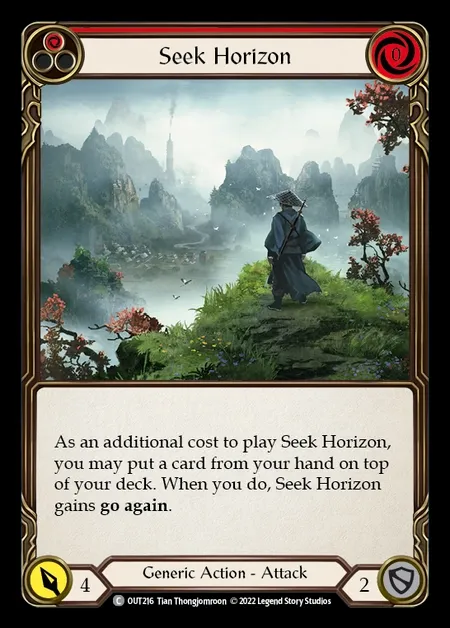 Seek Horizon
0
As an additional cost to play Seek Horizon,
you may put a card from your hand on top
of your deck. When you do, Seek Horizon
gains go again.
4
Generic Action - Attack
2
C OUT216 Tian Thongjomroon © 2022 Legend Story Studios